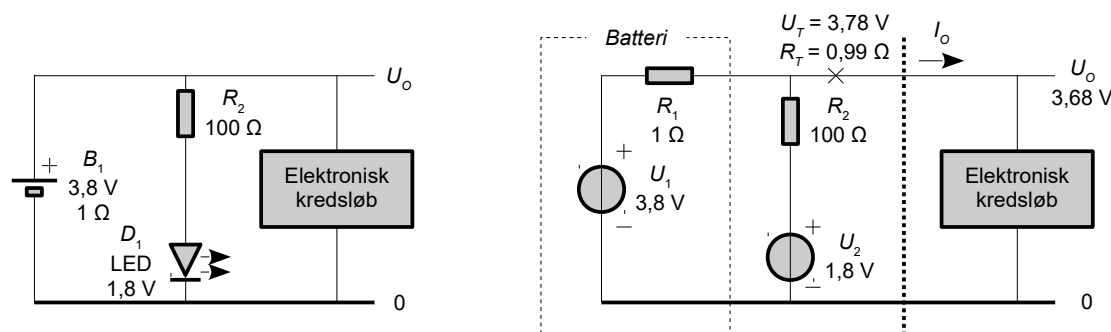 U_O
R_2
100 Ω
B_1
3,8 V
1 Ω
Elektronisk
kredsløb
D_1
LED
1,8 V
0
Batteri
U_T = 3,78 V
R_T = 0,99 Ω
I_O
R_1
1 Ω
R_2
100 Ω
U_O
3,68 V
U_1
3,8 V
Elektronisk
kredsløb
U_2
1,8 V
0